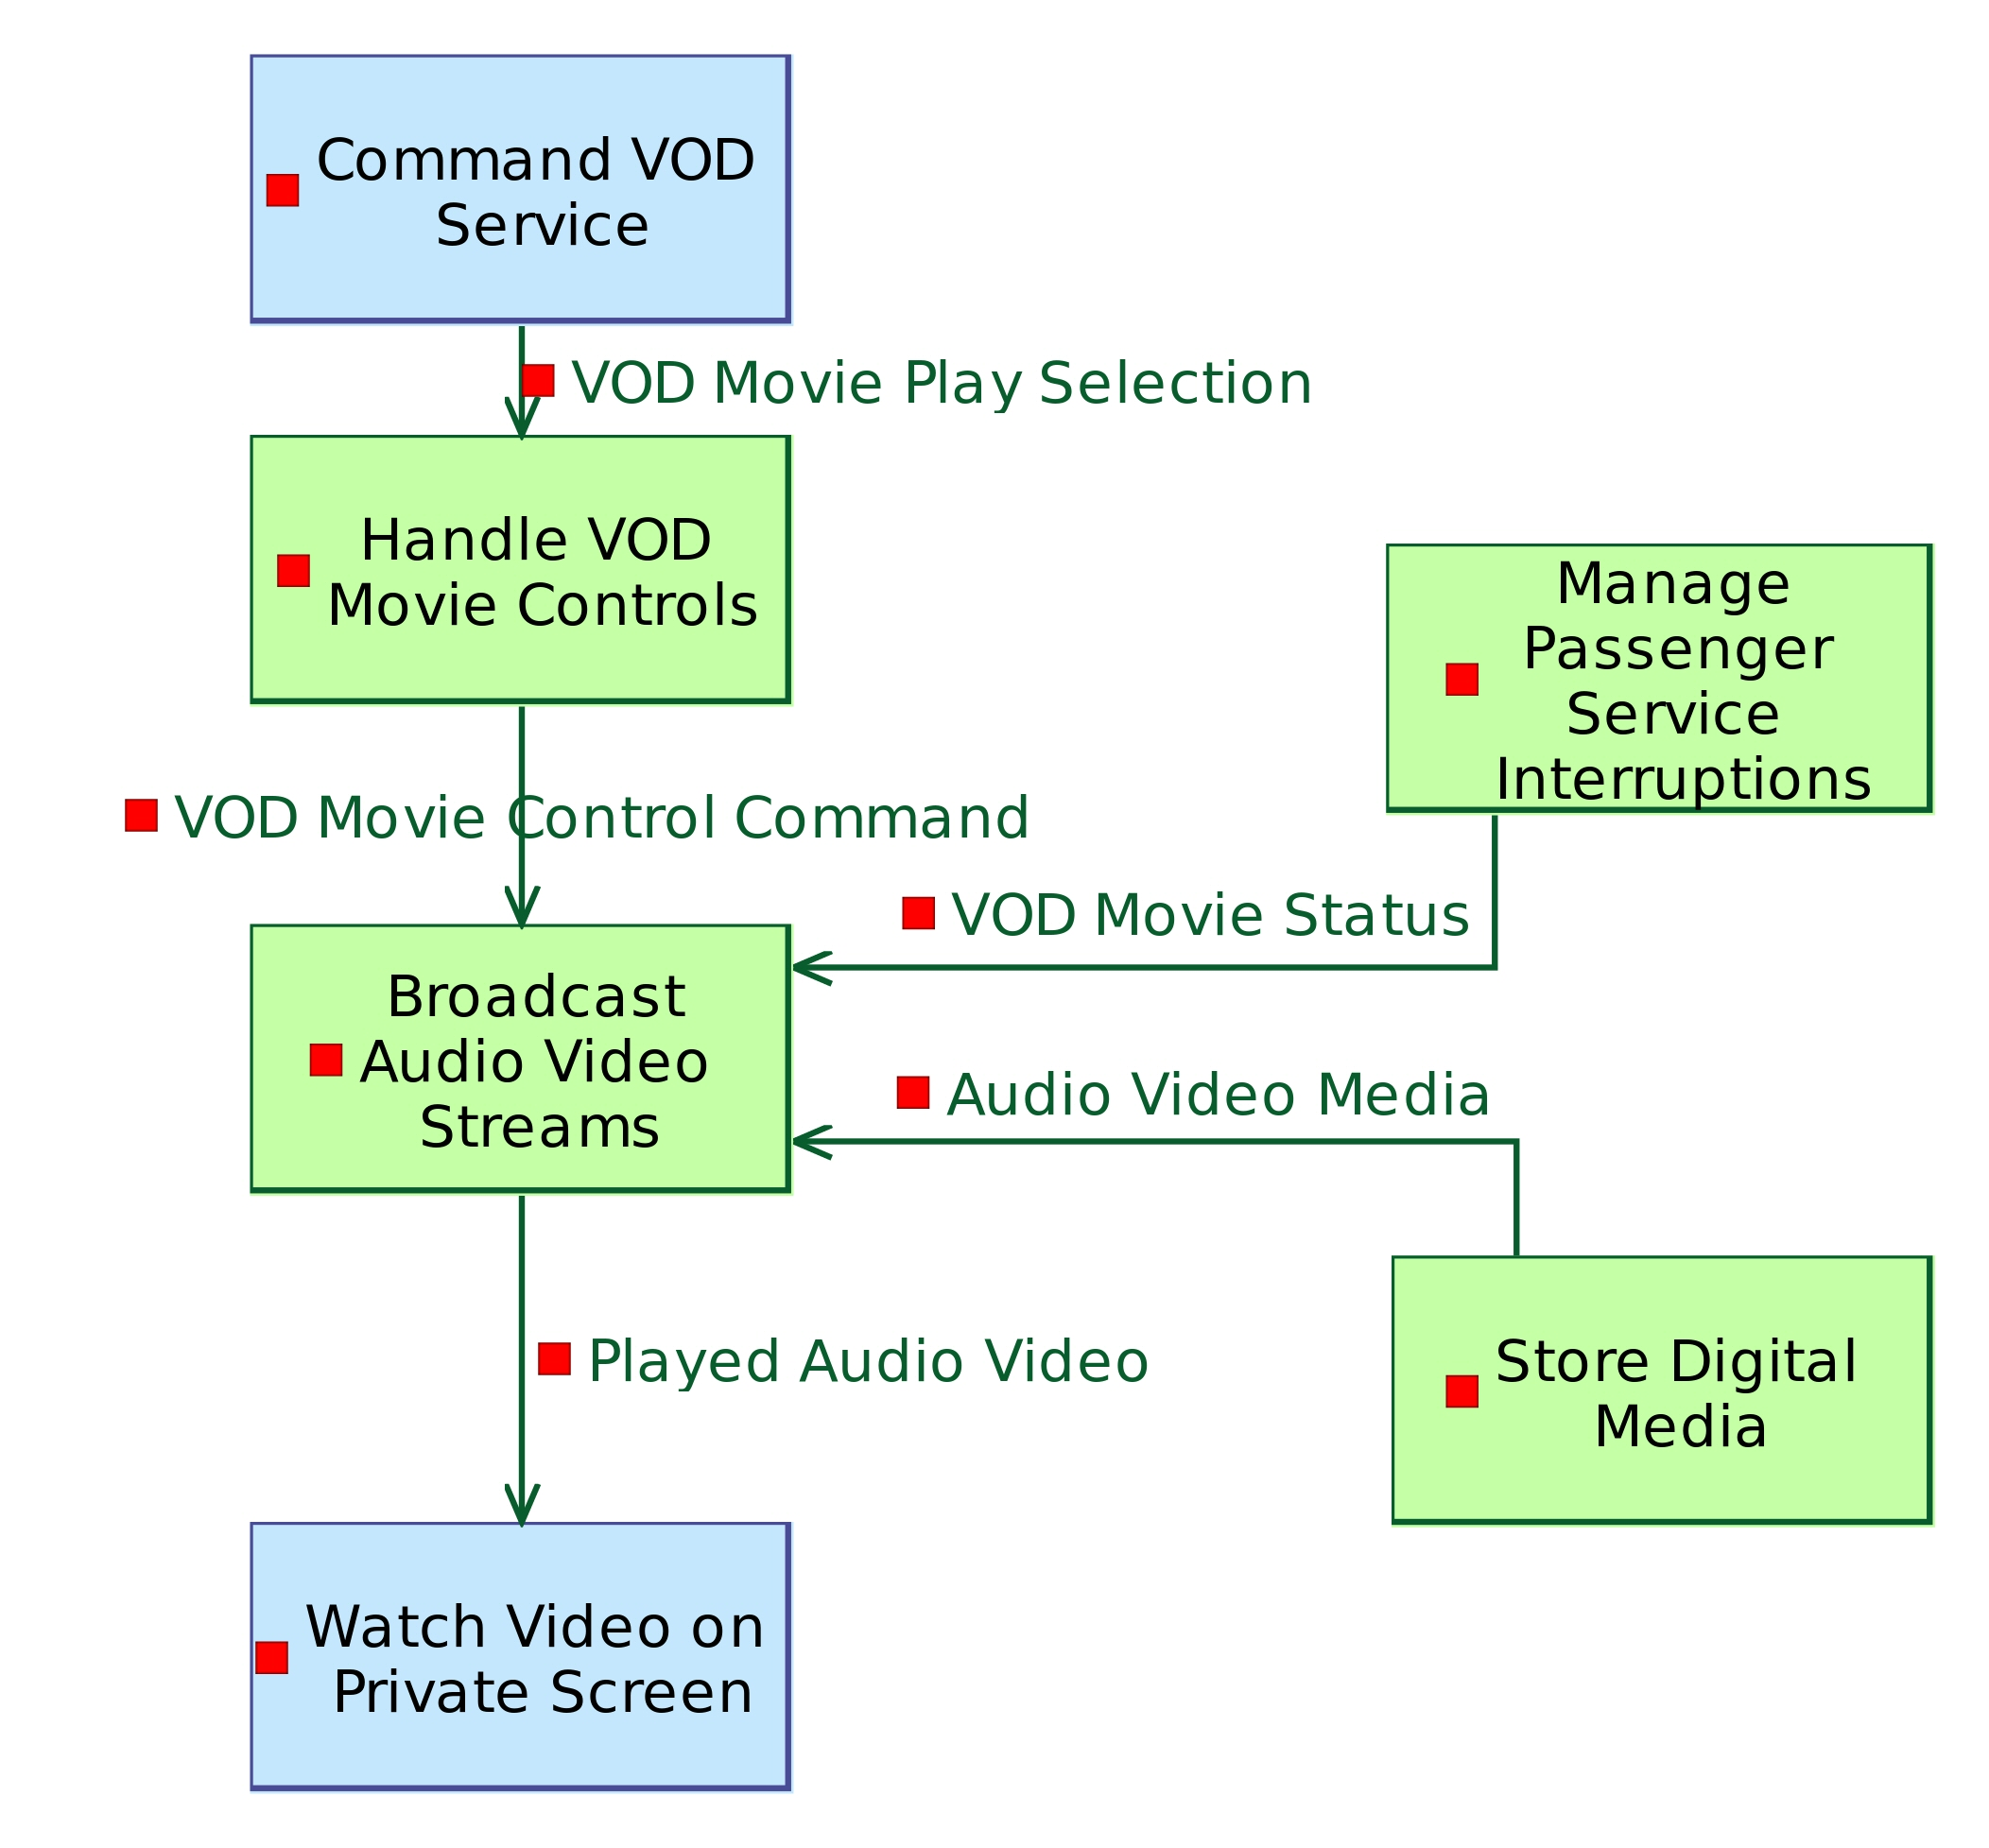 Command VOD
Service
VOD Movie Play Selection
Handle VOD
Movie Controls
Manage
Passenger
Service
Interruptions
VOD Movie Control Command
VOD Movie Status
Broadcast
Audio Video
Streams
Audio Video Media
Played Audio Video
Store Digital
Media
Watch Video on
Private Screen